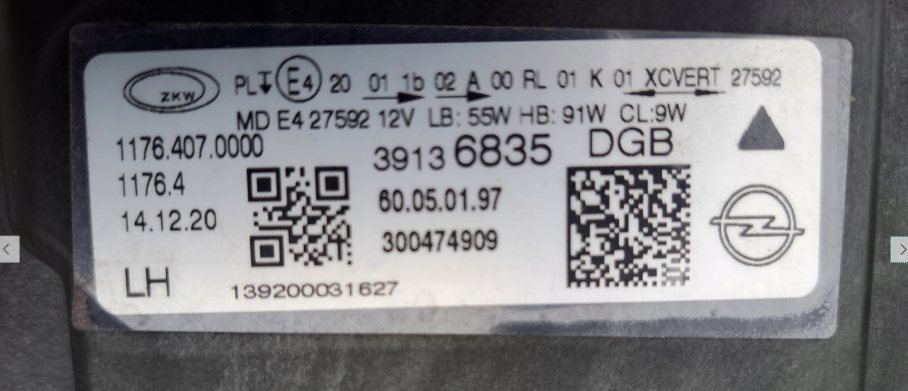 ZKW
PL E4 20 01 1b 02 A 00 RL 01 K 01 XCVERT 27592
MD E4 27592 12V LB: 55W HB: 91W CL:9W
1176.407.0000
3913 6835 DGB
1176.4
60.05.01.97
14.12.20
300474909
LH
139200031627